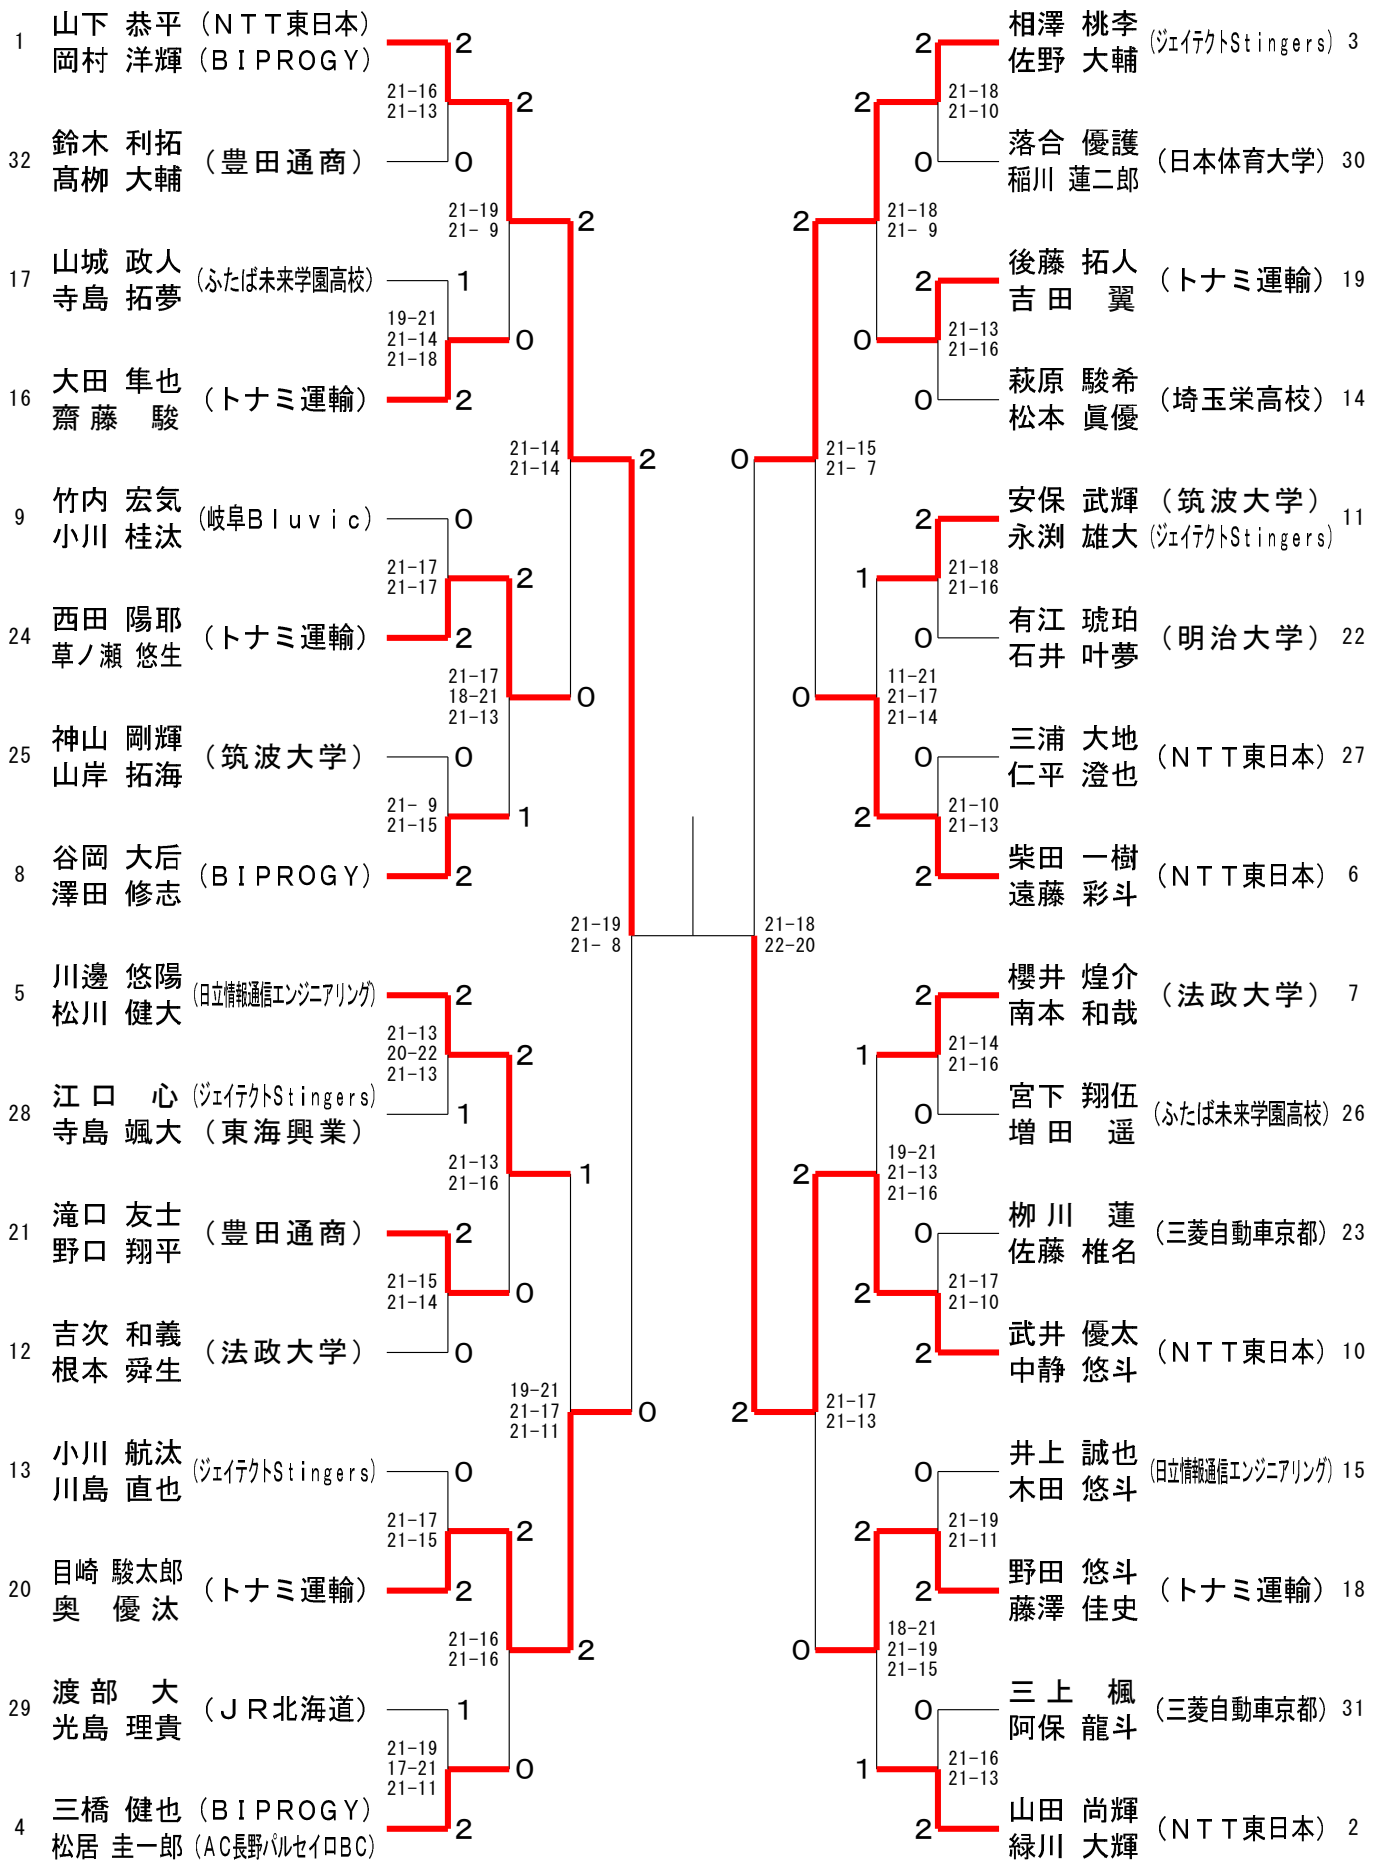 1 山下 恭平 (ＮＴＴ東日本)
岡村 洋輝 (ＢＩＰＲＯＧＹ)
2
21-16
21-13
2
32 鈴木 利拓
髙栁 大輔
(豊田通商)
0
21-19
21- 9
2
17 山城 政人
寺島 拓夢
(ふたば未来学園高校)
1
19-21
21-14
21-18
0
16 大田 隼也
齋藤 駿
(トナミ運輸)
2
21-14
21-14
2
9 竹内 宏気
小川 桂汰
(岐阜Ｂｌｕｖｉｃ)
0
21-17
21-17
2
24 西田 陽耶
草ノ瀬 悠生
(トナミ運輸)
2
21-17
18-21
21-13
0
25 神山 剛輝
山岸 拓海
(筑波大学)
0
21- 9
21-15
1
8 谷岡 大后
澤田 修志
(ＢＩＰＲＯＧＹ)
2
21-19
21- 8
5 川邊 悠陽
松川 健大
(日立情報通信エンジニアリング)
2
21-13
20-22
21-13
2
28 江口 心 (ジェイテクトＳｔｉｎｇｅｒｓ)
寺島 颯大 (東海興業)
1
21-13
21-16
1
21 滝口 友士
野口 翔平
(豊田通商)
2
21-15
21-14
0
12 吉次 和義
根本 舜生
(法政大学)
0
19-21
21-17
21-11
0
13 小川 航汰
川島 直也
(ジェイテクトＳｔｉｎｇｅｒｓ)
0
21-17
21-15
2
20 目崎 駿太郎
奥 優汰
(トナミ運輸)
2
21-16
21-16
2
29 渡部 大
光島 理貴
(ＪＲ北海道)
1
21-19
17-21
21-11
0
4 三橋 健也 (ＢＩＰＲＯＧＹ)
松居 圭一郎 (ＡＣ長野パルセイロＢＣ)
2
2
相澤 桃李
佐野 大輔
(ジェイテクトＳｔｉｎｇｅｒｓ) 3
2
21-18
21-10
0
落合 優護
稲川 蓮二郎
(日本体育大学) 30
2
21-18
21- 9
2
後藤 拓人
吉田 翼
(トナミ運輸) 19
0
21-13
21-16
0
萩原 駿希
松本 眞優
(埼玉栄高校) 14
0
21-15
21- 7
2
安保 武輝 (筑波大学)
永渕 雄大 (ジェイテクトＳｔｉｎｇｅｒｓ)
11
1
21-18
21-16
0
有江 琥珀
石井 叶夢
(明治大学) 22
0
11-21
21-17
21-14
0
三浦 大地
仁平 澄也
(ＮＴＴ東日本) 27
2
21-10
21-13
2
柴田 一樹
遠藤 彩斗
(ＮＴＴ東日本) 6
21-18
22-20
2
櫻井 煌介
南本 和哉
(法政大学) 7
1
21-14
21-16
0
宮下 翔伍
増田 遥
(ふたば未来学園高校) 26
2
19-21
21-13
21-16
0
栁川 蓮
佐藤 椎名
(三菱自動車京都) 23
2
21-17
21-10
2
武井 優太
中静 悠斗
(ＮＴＴ東日本) 10
2
21-17
21-13
0
井上 誠也
木田 悠斗
(日立情報通信エンジニアリング) 15
2
21-19
21-11
2
野田 悠斗
藤澤 佳史
(トナミ運輸) 18
0
18-21
21-19
21-15
0
三上 楓
阿保 龍斗
(三菱自動車京都) 31
1
21-16
21-13
2
山田 尚輝
緑川 大輝
(ＮＴＴ東日本) 2